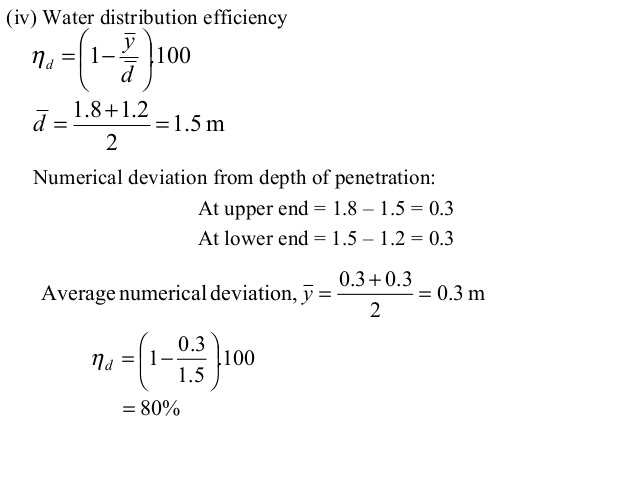 (iv) Water distribution efficiency
η_d = (1 − ȳ/d̄).100
d̄ = (1.8+1.2)/2 = 1.5 m
Numerical deviation from depth of penetration:
At upper end = 1.8 – 1.5 = 0.3
At lower end = 1.5 – 1.2 = 0.3
Average numerical deviation, ȳ = (0.3+0.3)/2 = 0.3 m
η_d = (1 − 0.3/1.5).100
= 80%